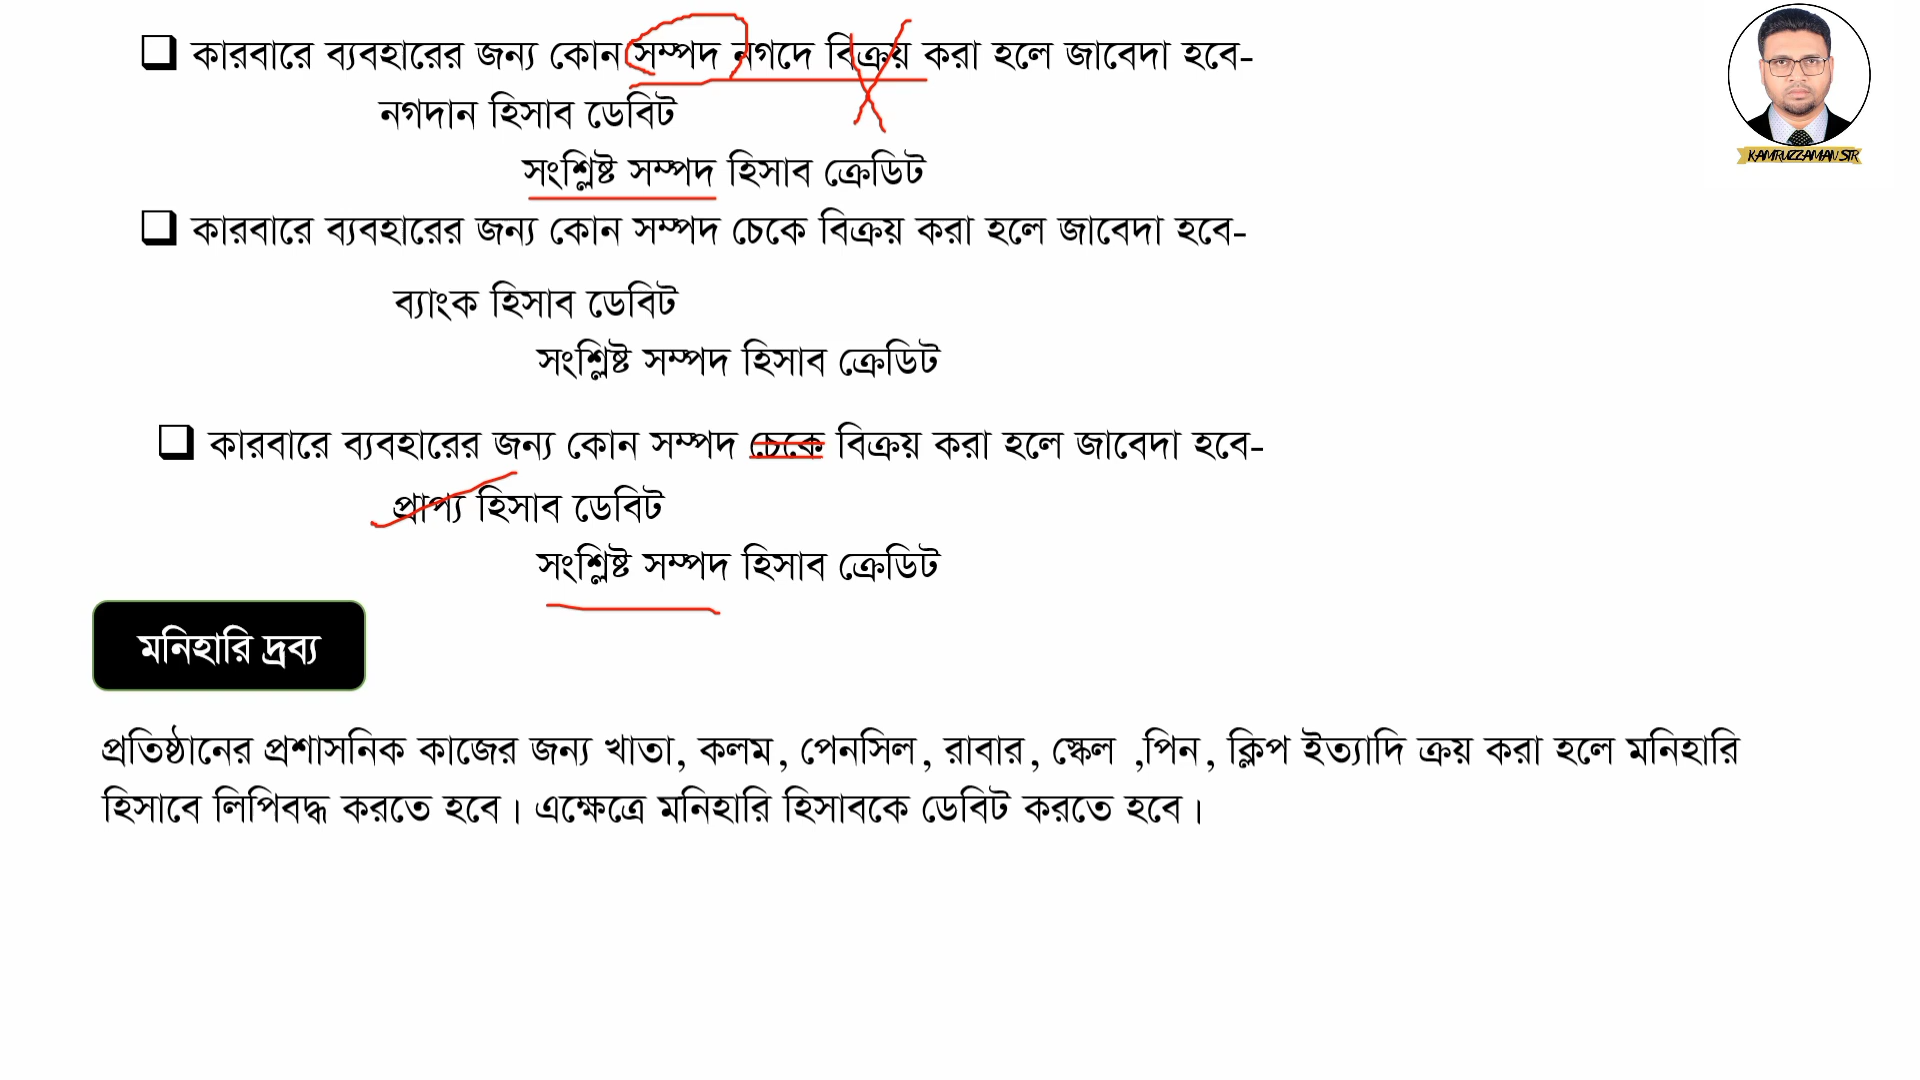 ❑ কারবারে ব্যবহারের জন্য কোন সম্পদ নগদে বিক্রয় করা হলে জাবেদা হবে-
নগদান হিসাব ডেবিট
সংশ্লিষ্ট সম্পদ হিসাব ক্রেডিট
❑ কারবারে ব্যবহারের জন্য কোন সম্পদ চেকে বিক্রয় করা হলে জাবেদা হবে-
ব্যাংক হিসাব ডেবিট
সংশ্লিষ্ট সম্পদ হিসাব ক্রেডিট
❑ কারবারে ব্যবহারের জন্য কোন সম্পদ চেকে বিক্রয় করা হলে জাবেদা হবে-
প্রাপ্য হিসাব ডেবিট
সংশ্লিষ্ট সম্পদ হিসাব ক্রেডিট
মনিহারি দ্রব্য
প্রতিষ্ঠানের প্রশাসনিক কাজের জন্য খাতা, কলম, পেনসিল, রাবার, স্কেল ,পিন, ক্লিপ ইত্যাদি ক্রয় করা হলে মনিহারি
হিসাবে লিপিবদ্ধ করতে হবে। এক্ষেত্রে মনিহারি হিসাবকে ডেবিট করতে হবে।
KAMRUZZAMAN SIR